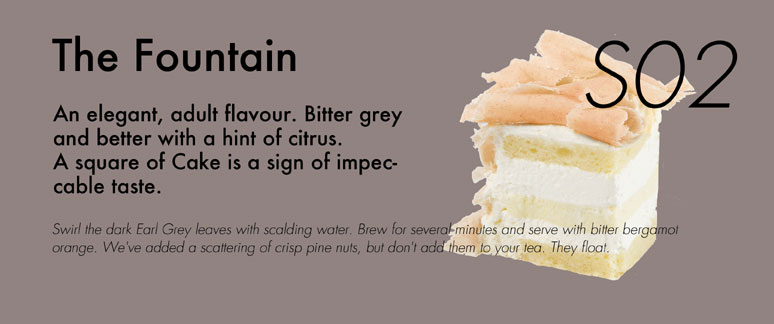 The Fountain
S02
An elegant, adult flavour. Bitter grey
and better with a hint of citrus.
A square of Cake is a sign of impec-
cable taste.
Swirl the dark Earl Grey leaves with scalding water. Brew for several minutes and serve with bitter bergamot
orange. We've added a scattering of crisp pine nuts, but don't add them to your tea. They float.